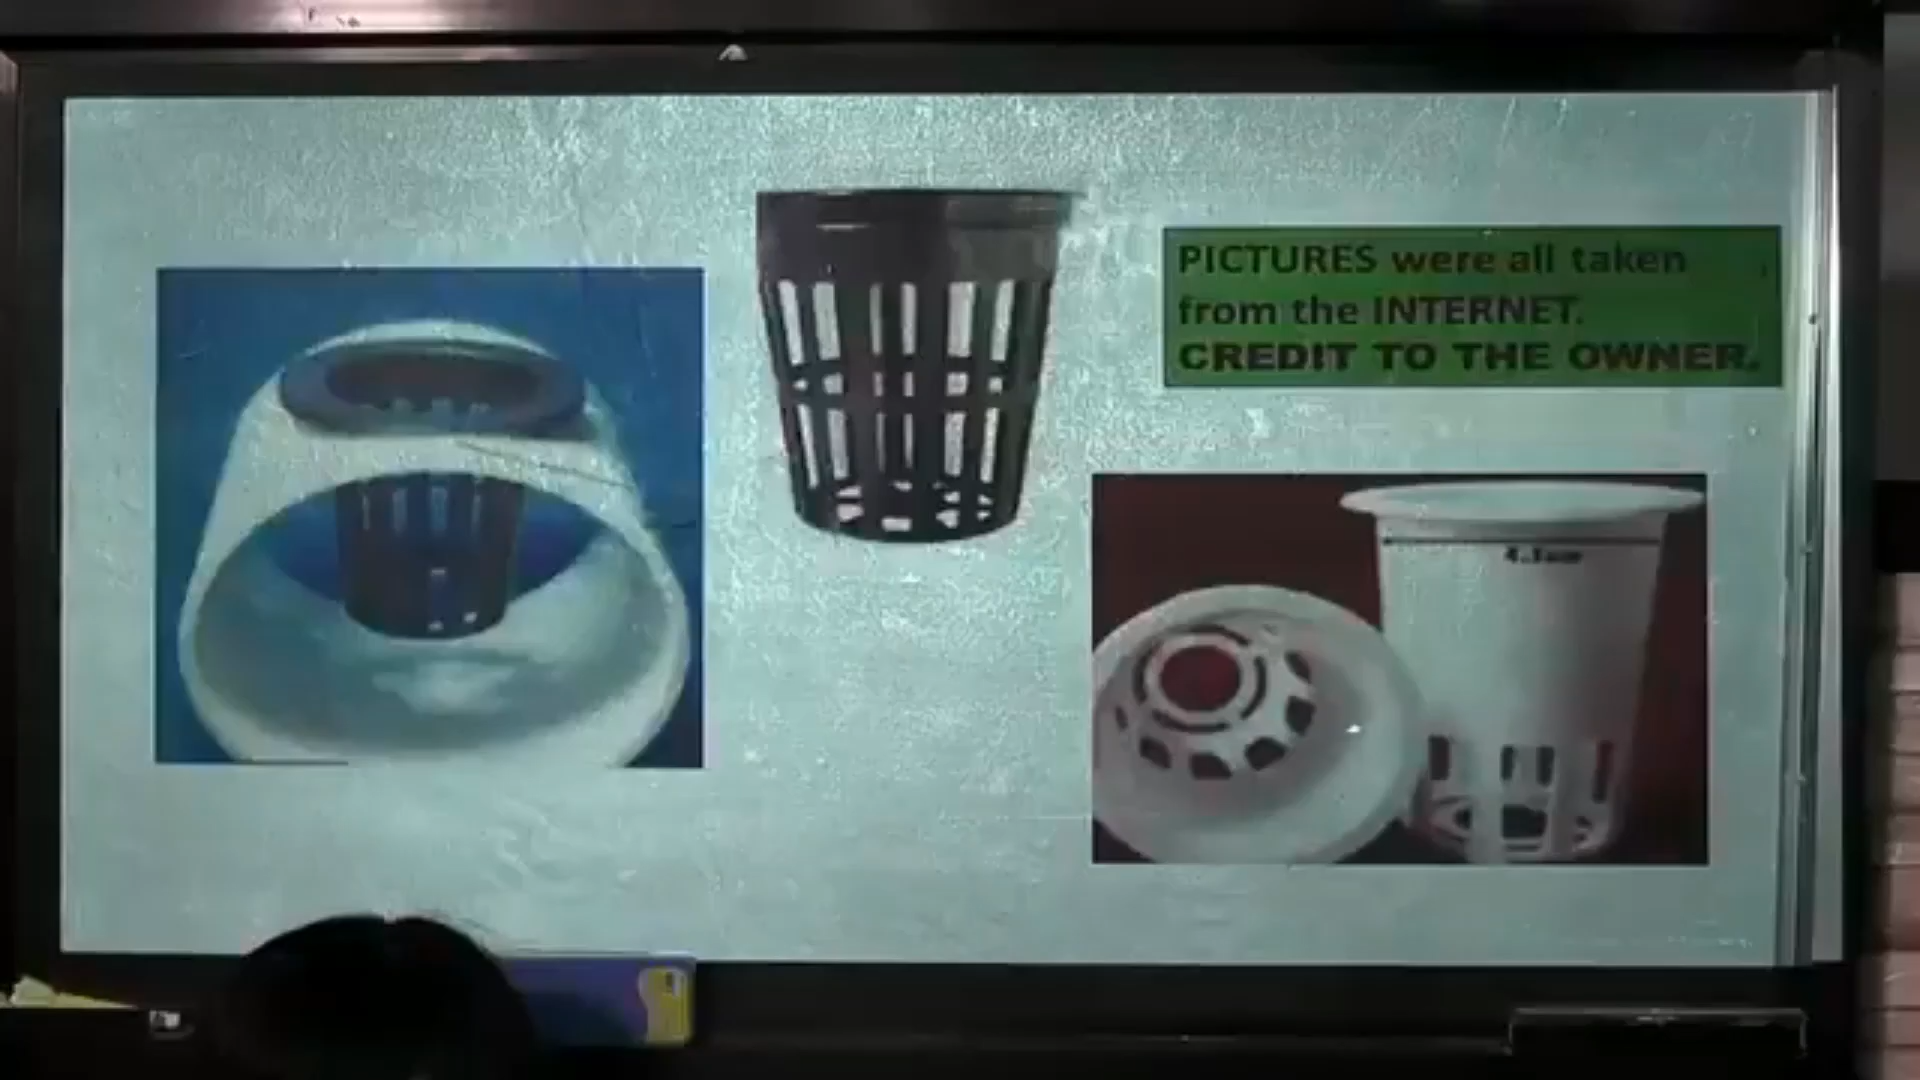 PICTURES were all taken
from the INTERNET.
CREDIT TO THE OWNER.